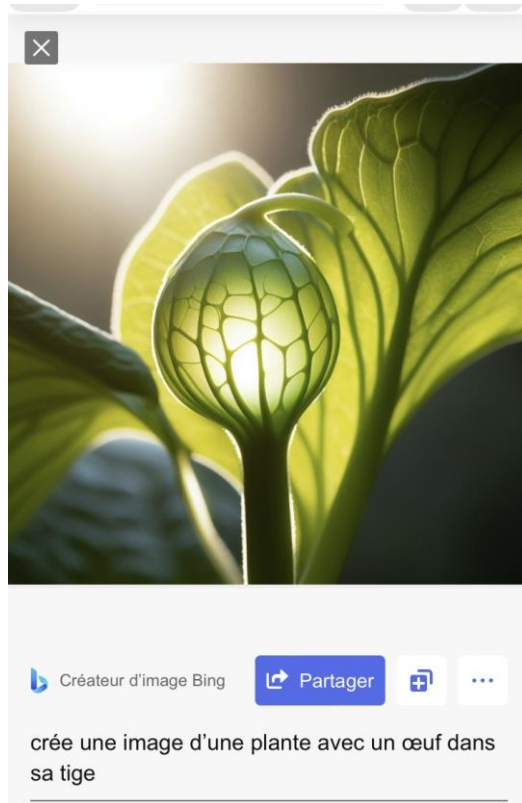 Créateur d’image Bing
Partager
crée une image d’une plante avec un œuf dans
sa tige